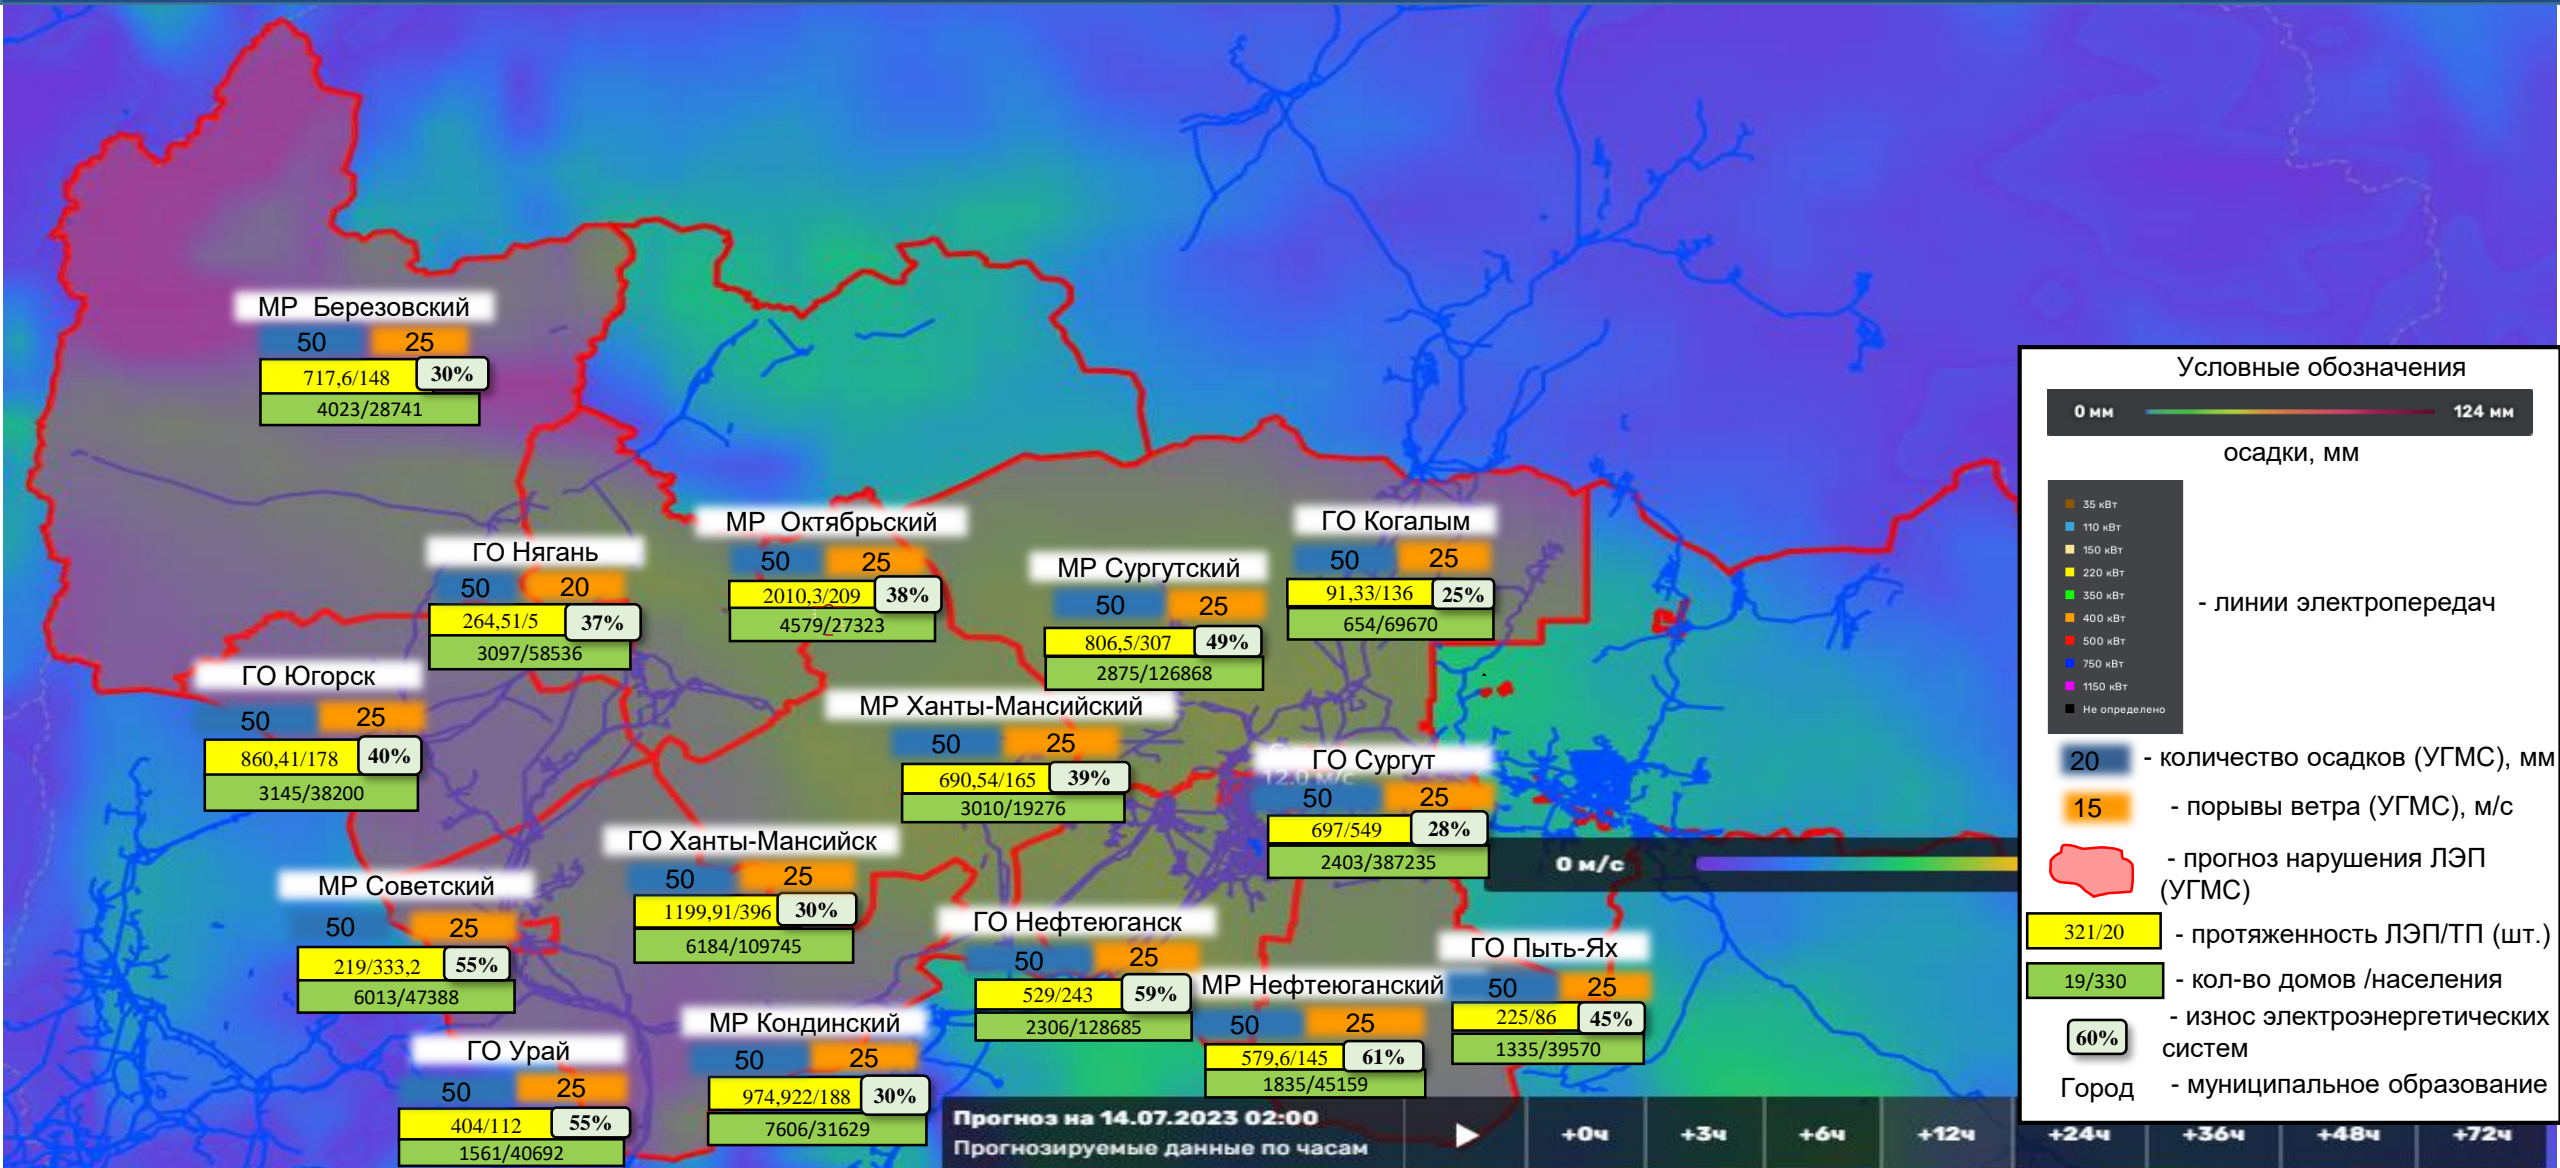 МР Березовский
50 25
717,6/148 30%
4023/28741
ГО Нягань
50 20
264,51/5 37%
3097/58536
МР Октябрьский
50 25
2010,3/209 38%
4579/27323
МР Сургутский
50 25
806,5/307 49%
2875/126868
ГО Когалым
50 25
91,33/136 25%
654/69670
ГО Югорск
50 25
860,41/178 40%
3145/38200
МР Ханты-Мансийский
50 25
690,54/165 39%
3010/19276
ГО Сургут
12.0 м/с
50 25
697/549 28%
2403/387235
0 м/с
ГО Ханты-Мансийск
50 25
1199,91/396 30%
6184/109745
МР Советский
50 25
219/333,2 55%
6013/47388
ГО Нефтеюганск
50 25
529/243 59%
2306/128685
МР Нефтеюганский
50 25
579,6/145 61%
1835/45159
ГО Пыть-Ях
50 25
225/86 45%
1335/39570
МР Кондинский
50 25
974,922/188 30%
7606/31629
ГО Урай
50 25
404/112 55%
1561/40692
Условные обозначения
0 мм 124 мм
осадки, мм
35 кВт
110 кВт
150 кВт
220 кВт
350 кВт
400 кВт
500 кВт
750 кВт
1150 кВт
Не определено
- линии электропередач
20 - количество осадков (УГМС), мм
15 - порывы ветра (УГМС), м/с
- прогноз нарушения ЛЭП
(УГМС)
321/20 - протяженность ЛЭП/ТП (шт.)
19/330 - кол-во домов /населения
60% - износ электроэнергетических
систем
Город - муниципальное образование
Прогноз на 14.07.2023 02:00
Прогнозируемые данные по часам
+0ч +3ч +6ч +12ч +24ч +36ч +48ч +72ч